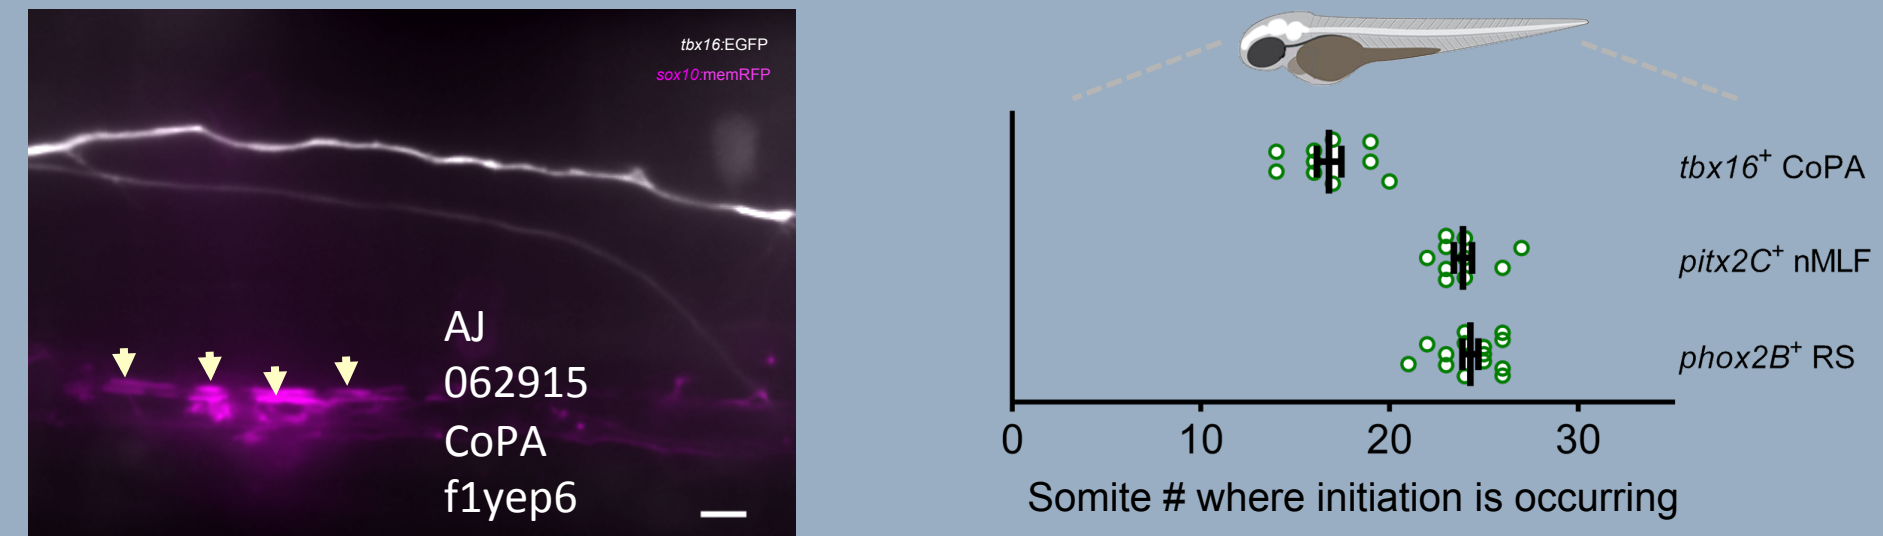 tbx16:EGFP
sox10:memRFP
AJ
062915
CoPA
f1yep6
tbx16+ CoPA
pitx2C+ nMLF
phox2B+ RS
0 10 20 30
Somite # where initiation is occurring